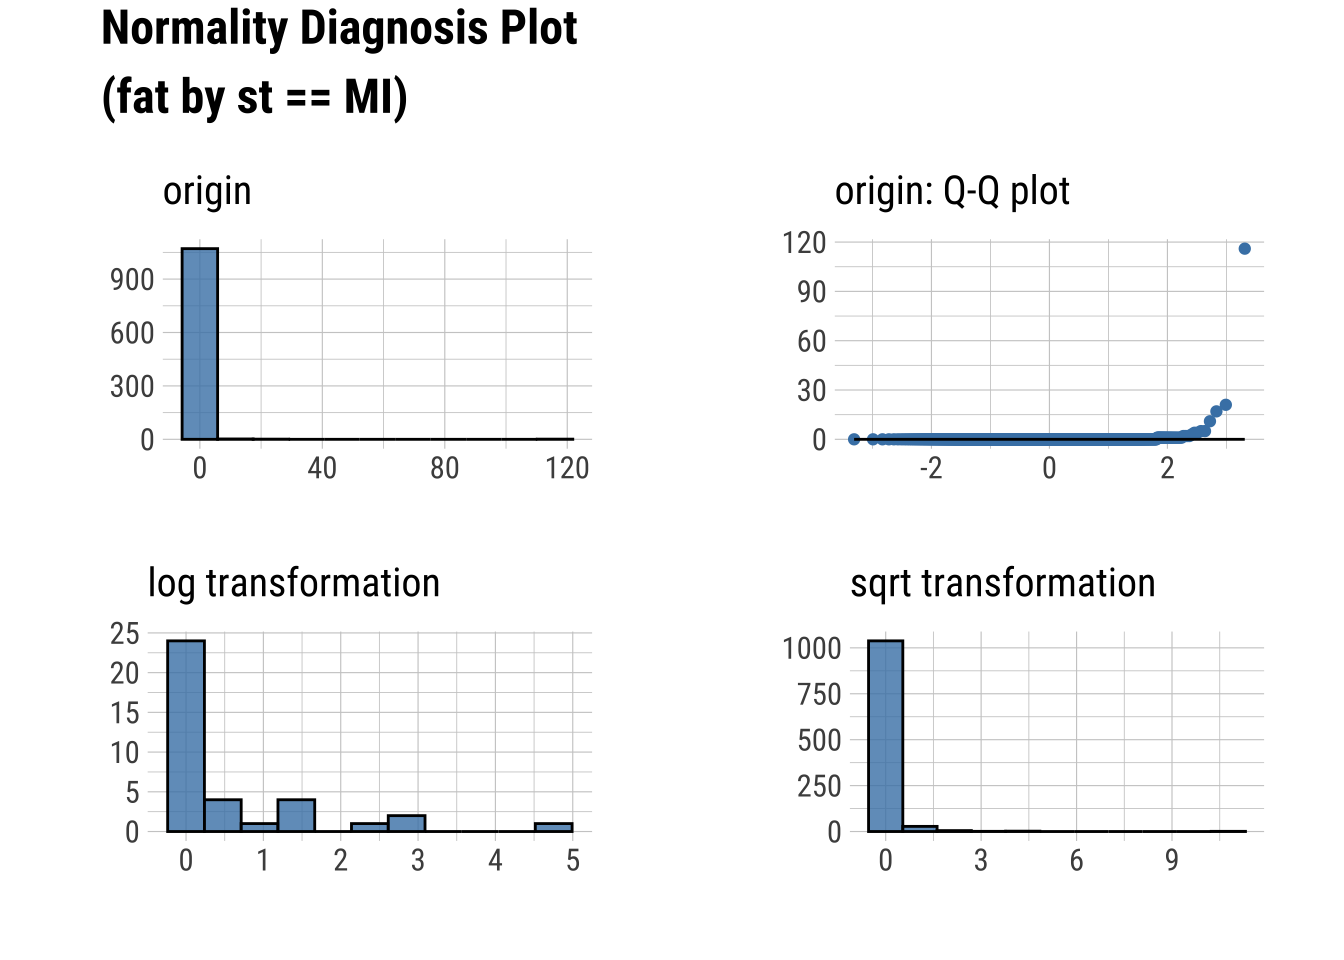 Normality Diagnosis Plot
(fat by st == MI)
origin
900
600
300
0
0 40 80 120
origin: Q-Q plot
120
90
60
30
0
-2 0 2
log transformation
25
20
15
10
5
0
0 1 2 3 4 5
sqrt transformation
1000
750
500
250
0
0 3 6 9